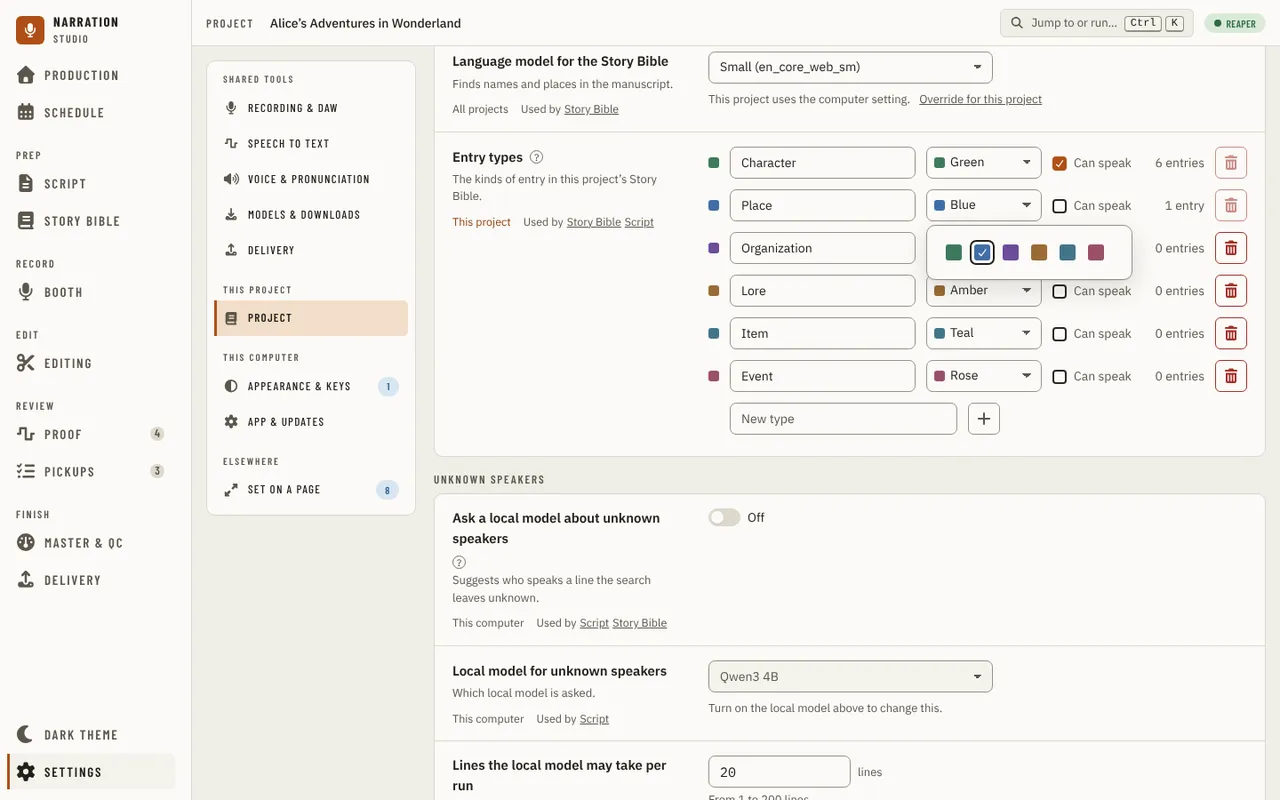 NARRATION
STUDIO
PRODUCTION
SCHEDULE
PREP
SCRIPT
STORY BIBLE
RECORD
BOOTH
EDIT
EDITING
REVIEW
PROOF 4
PICKUPS 3
FINISH
MASTER & QC
DELIVERY
DARK THEME
SETTINGS
PROJECT Alice’s Adventures in Wonderland
Jump to or run… Ctrl K
REAPER
SHARED TOOLS
RECORDING & DAW
SPEECH TO TEXT
VOICE & PRONUNCIATION
MODELS & DOWNLOADS
DELIVERY
THIS PROJECT
PROJECT
THIS COMPUTER
APPEARANCE & KEYS 1
APP & UPDATES
ELSEWHERE
SET ON A PAGE 8
Language model for the Story Bible
Finds names and places in the manuscript.
All projects Used by Story Bible
Small (en_core_web_sm)
This project uses the computer setting. Override for this project
Entry types ?
The kinds of entry in this project’s Story
Bible.
This project Used by Story Bible Script
Character Green Can speak 6 entries
Place Blue Can speak 1 entry
Organization 0 entries
Lore Amber Can speak 0 entries
Item Teal Can speak 0 entries
Event Rose Can speak 0 entries
New type
UNKNOWN SPEAKERS
Ask a local model about unknown
speakers
?
Suggests who speaks a line the search
leaves unknown.
This computer Used by Script Story Bible
Off
Local model for unknown speakers
Which local model is asked.
This computer Used by Script
Qwen3 4B
Turn on the local model above to change this.
Lines the local model may take per
run
20 lines
From 1 to 200 lines.